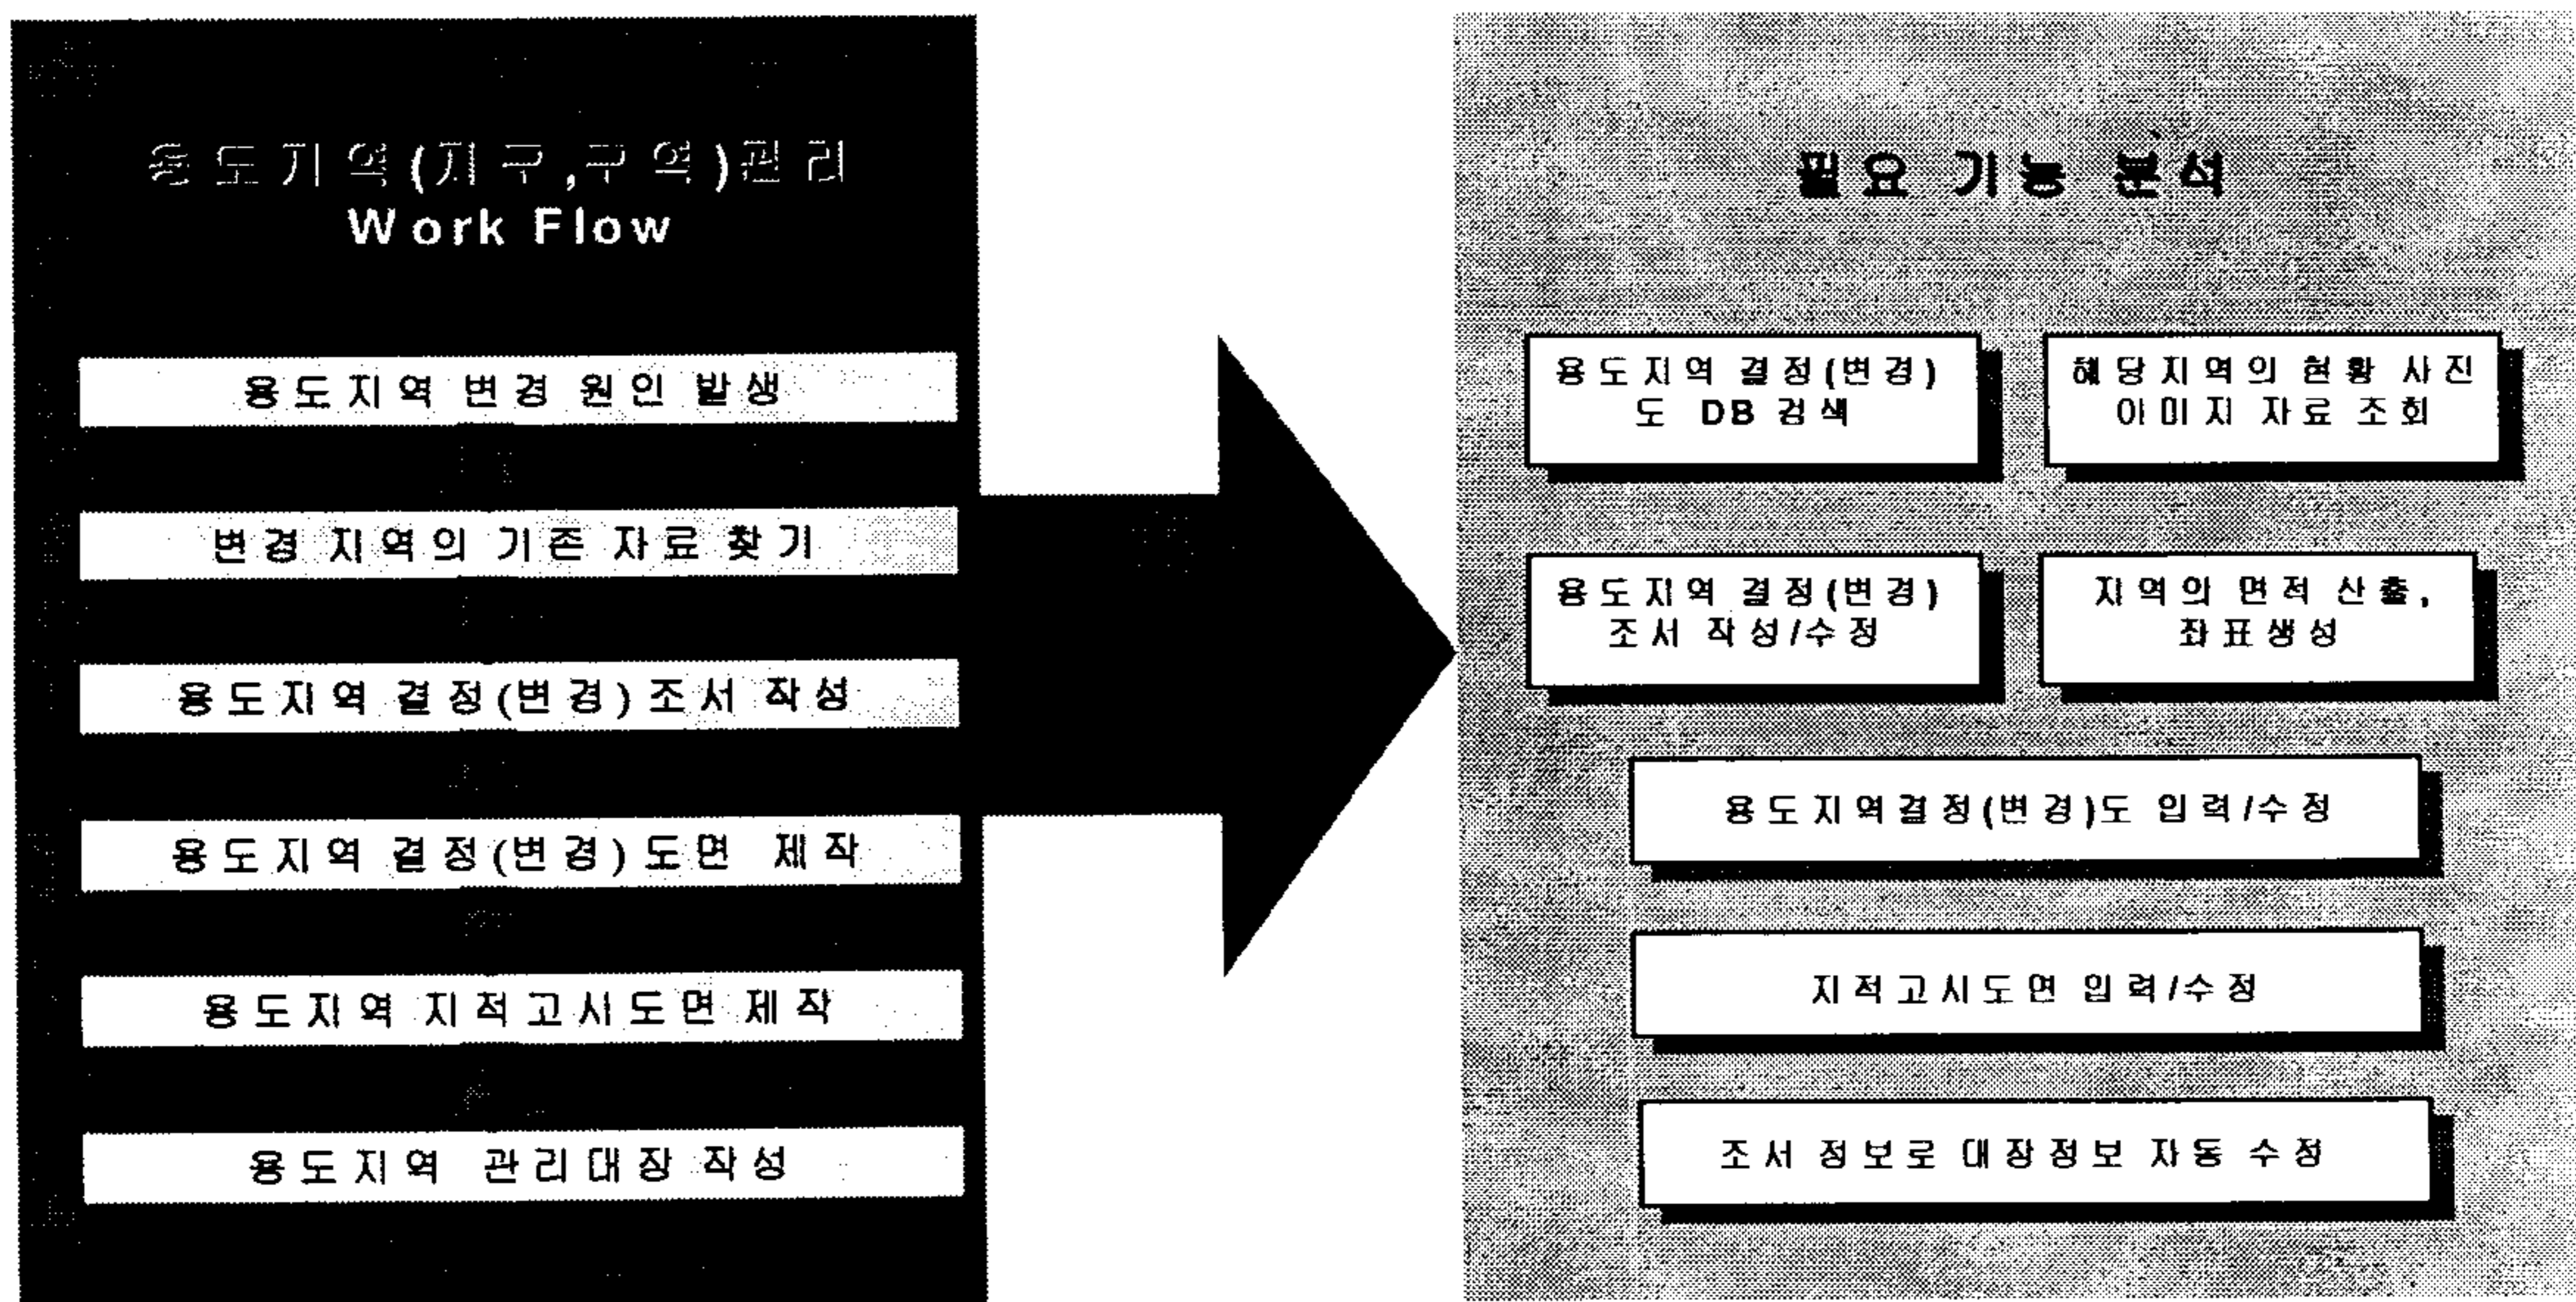 용도지역(지구,구역)관리
Work Flow
용도지역 변경 원인 발생
변경 지역의 기존 자료 찾기
용도지역 결정(변경)조서 작성
용도지역 결정(변경)도면 제작
용도지역 지적고시도면 제작
용도지역 관리대장 작성
필요 기능 분석
용도지역 결정(변경)
도 DB 검색
해당지역의 현황 사진
이미지 자료 조회
용도지역 결정(변경)
조서 작성/수정
지역의 면적 산출,
좌표생성
용도지역결정(변경)도 입력/수정
지적고시도면 입력/수정
조서 정보로 대장정보 자동 수정